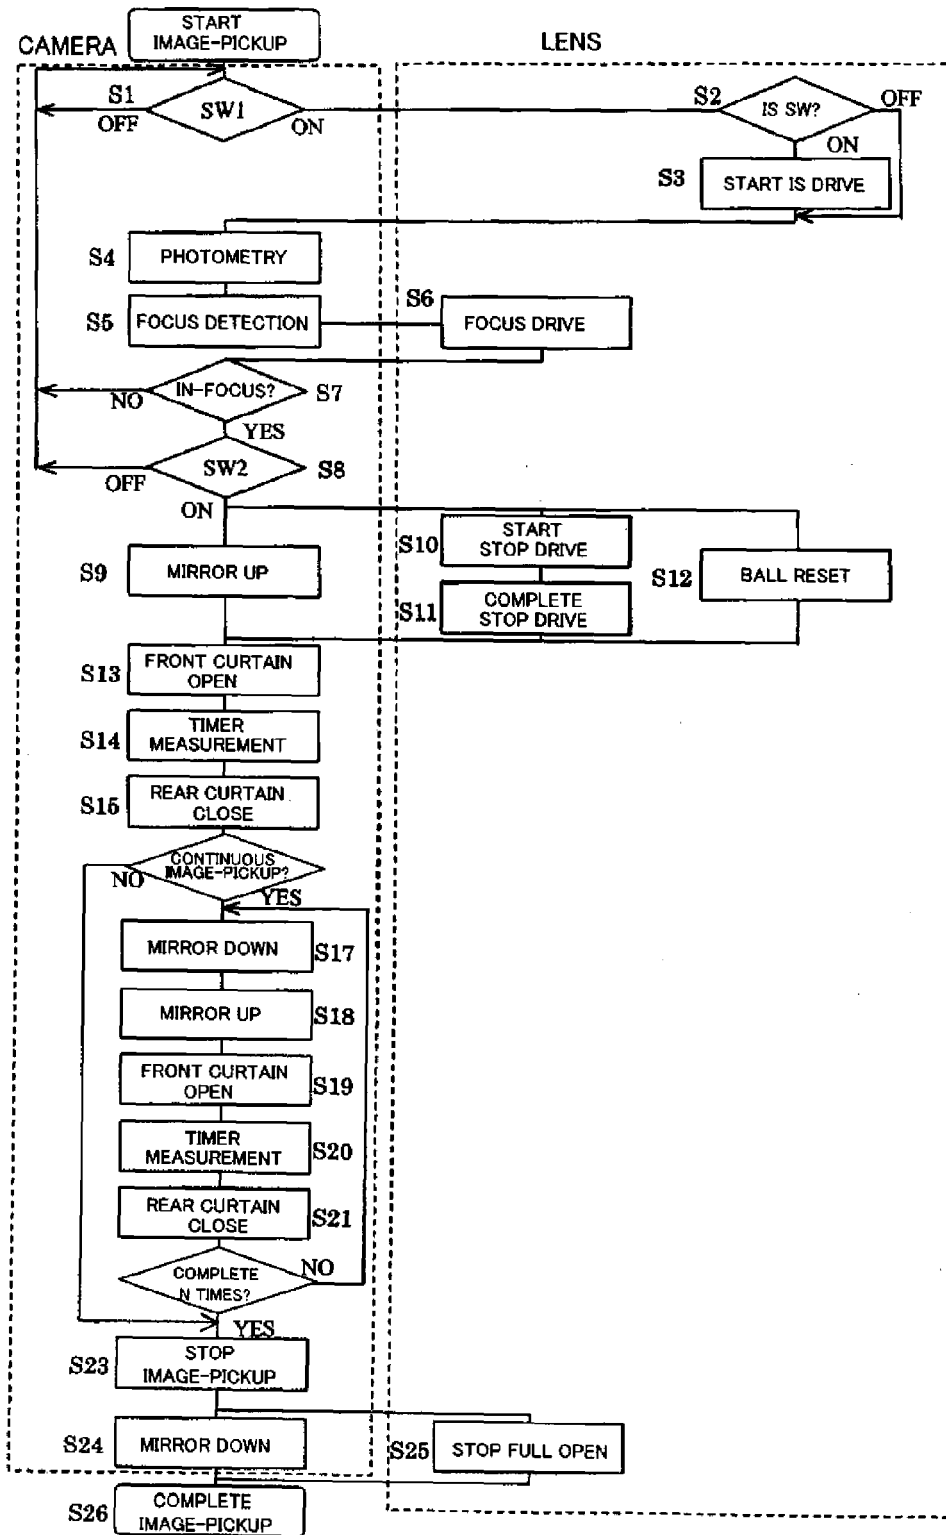 START
IMAGE-PICKUP
CAMERA
LENS
S1
SW1
OFF
ON
S2
IS SW?
OFF
ON
S3
START IS DRIVE
S4
PHOTOMETRY
S5
FOCUS DETECTION
S6
FOCUS DRIVE
IN-FOCUS?
S7
NO
YES
SW2
S8
OFF
ON
S9
MIRROR UP
S10
START
STOP DRIVE
S11
COMPLETE
STOP DRIVE
S12
BALL RESET
S13
FRONT CURTAIN
OPEN
S14
TIMER
MEASUREMENT
S15
REAR CURTAIN
CLOSE
CONTINUOUS
IMAGE-PICKUP?
NO
YES
MIRROR DOWN
S17
MIRROR UP
S18
FRONT CURTAIN
OPEN
S19
TIMER
MEASUREMENT
S20
REAR CURTAIN
CLOSE
S21
COMPLETE
N TIMES?
NO
YES
S23
STOP
IMAGE-PICKUP
S24
MIRROR DOWN
S25
STOP FULL OPEN
S26
COMPLETE
IMAGE-PICKUP